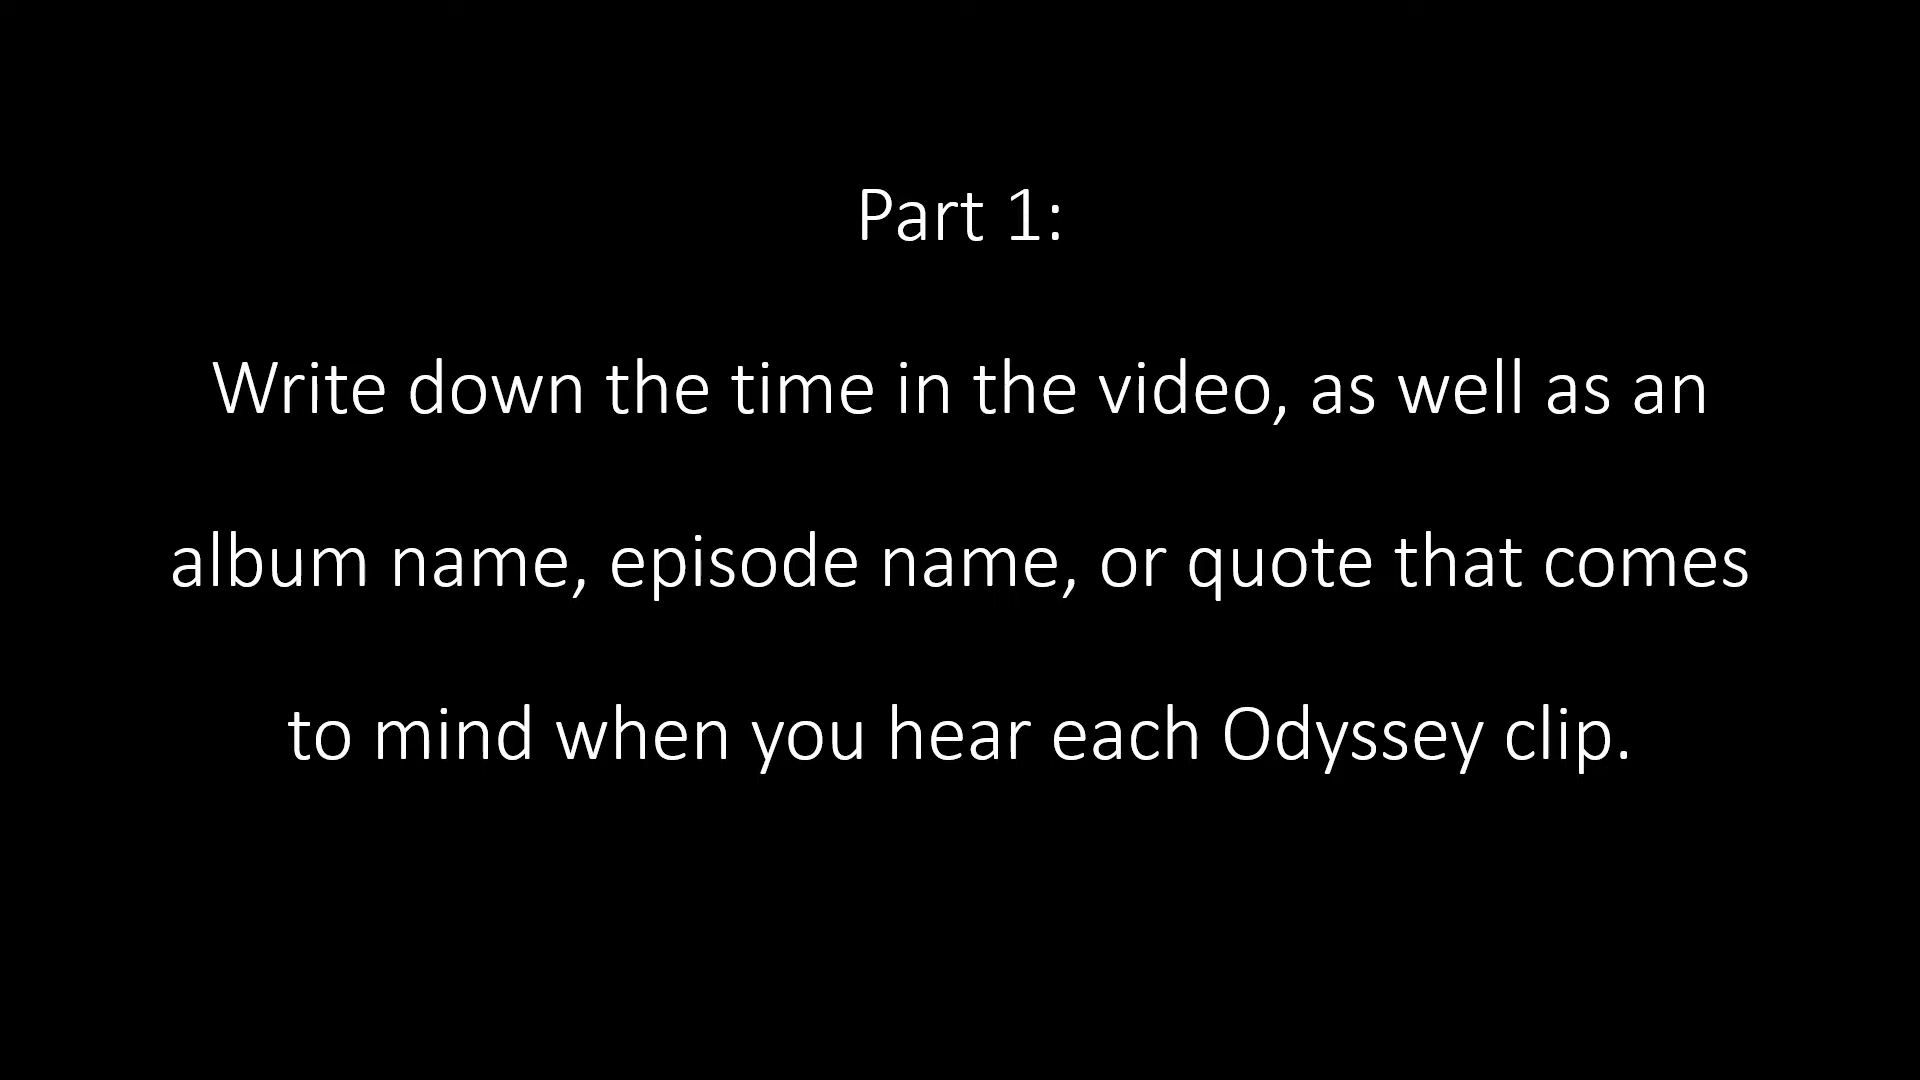 Part 1:
Write down the time in the video, as well as an
album name, episode name, or quote that comes
to mind when you hear each Odyssey clip.